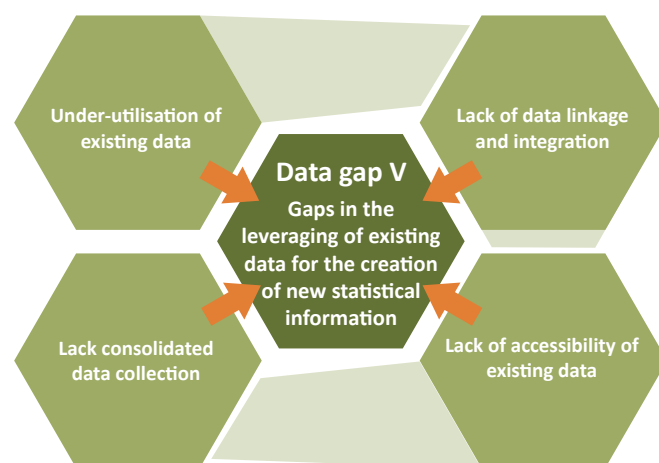 Under-utilisation of
existing data
Lack of data linkage
and integration
Data gap V
Gaps in the
leveraging of existing
data for the creation
of new statistical
information
Lack consolidated
data collection
Lack of accessibility of
existing data